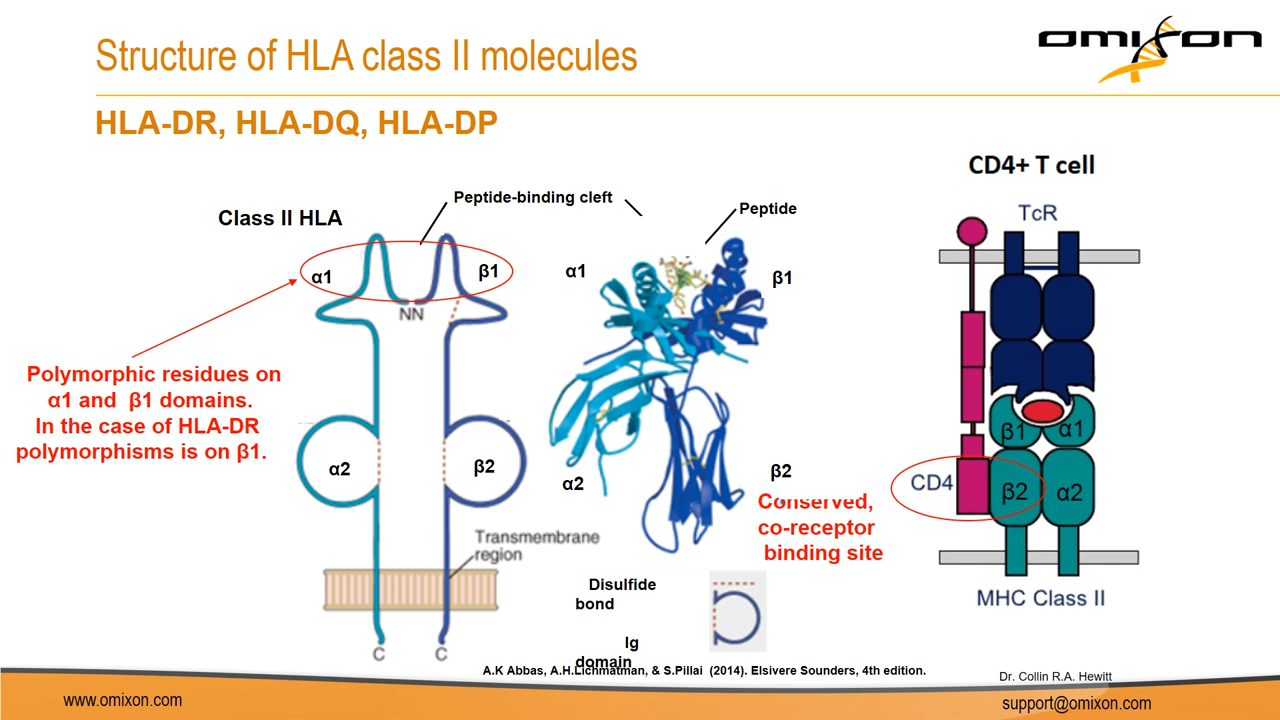 Structure of HLA class II molecules
omixon
HLA-DR, HLA-DQ, HLA-DP
Class II HLA
Peptide-binding cleft
Peptide
α1
β1
NN
α2
β2
Transmembrane
region
C
C
Polymorphic residues on
α1 and β1 domains.
In the case of HLA-DR
polymorphisms is on β1.
α1
β1
α2
β2
Conserved,
co-receptor
binding site
Disulfide
bond
Ig
domain
CD4+ T cell
TcR
β1
α1
CD4
β2
α2
MHC Class II
A.K Abbas, A.H.Lichmatman, & S.Pillai (2014). Elsivere Sounders, 4th edition.
Dr. Collin R.A. Hewitt
www.omixon.com
support@omixon.com